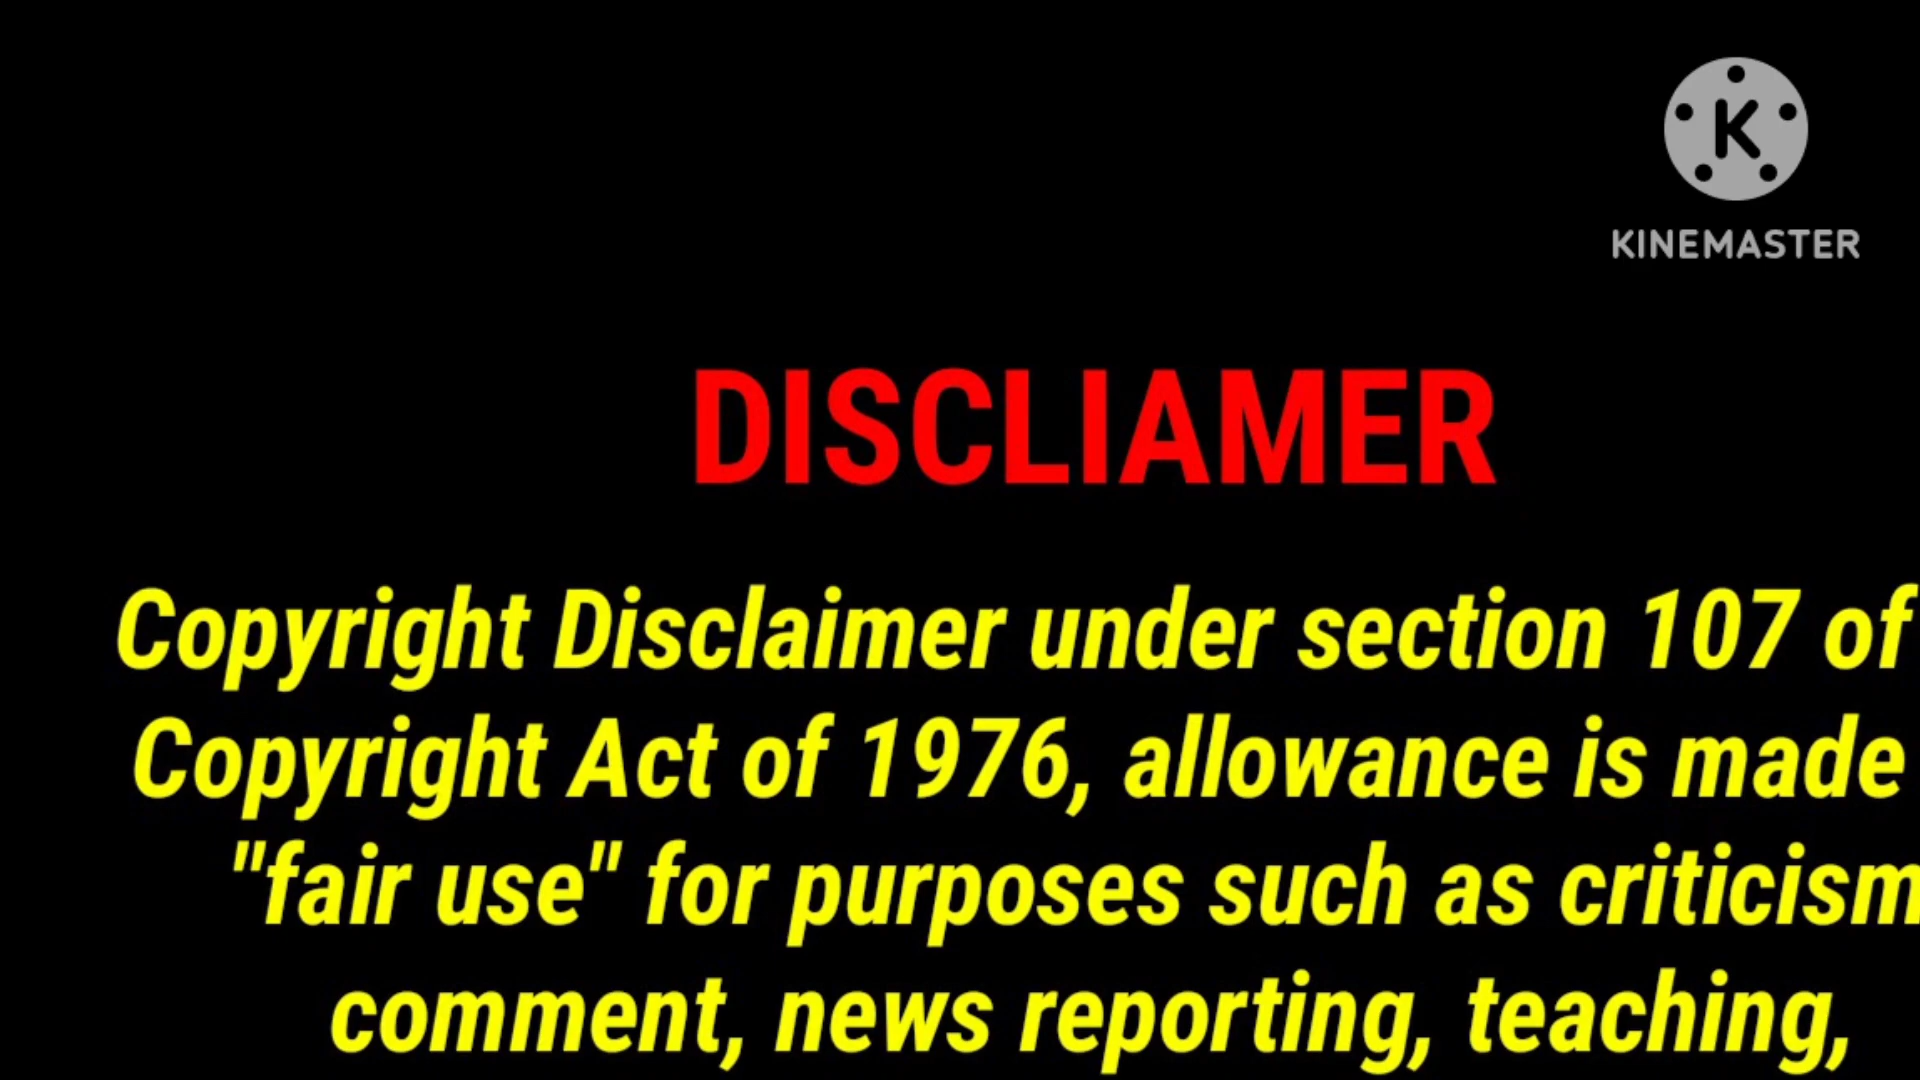 K
KINEMASTER
DISCLIAMER
Copyright Disclaimer under section 107 of
Copyright Act of 1976, allowance is made
"fair use" for purposes such as criticism
comment, news reporting, teaching,